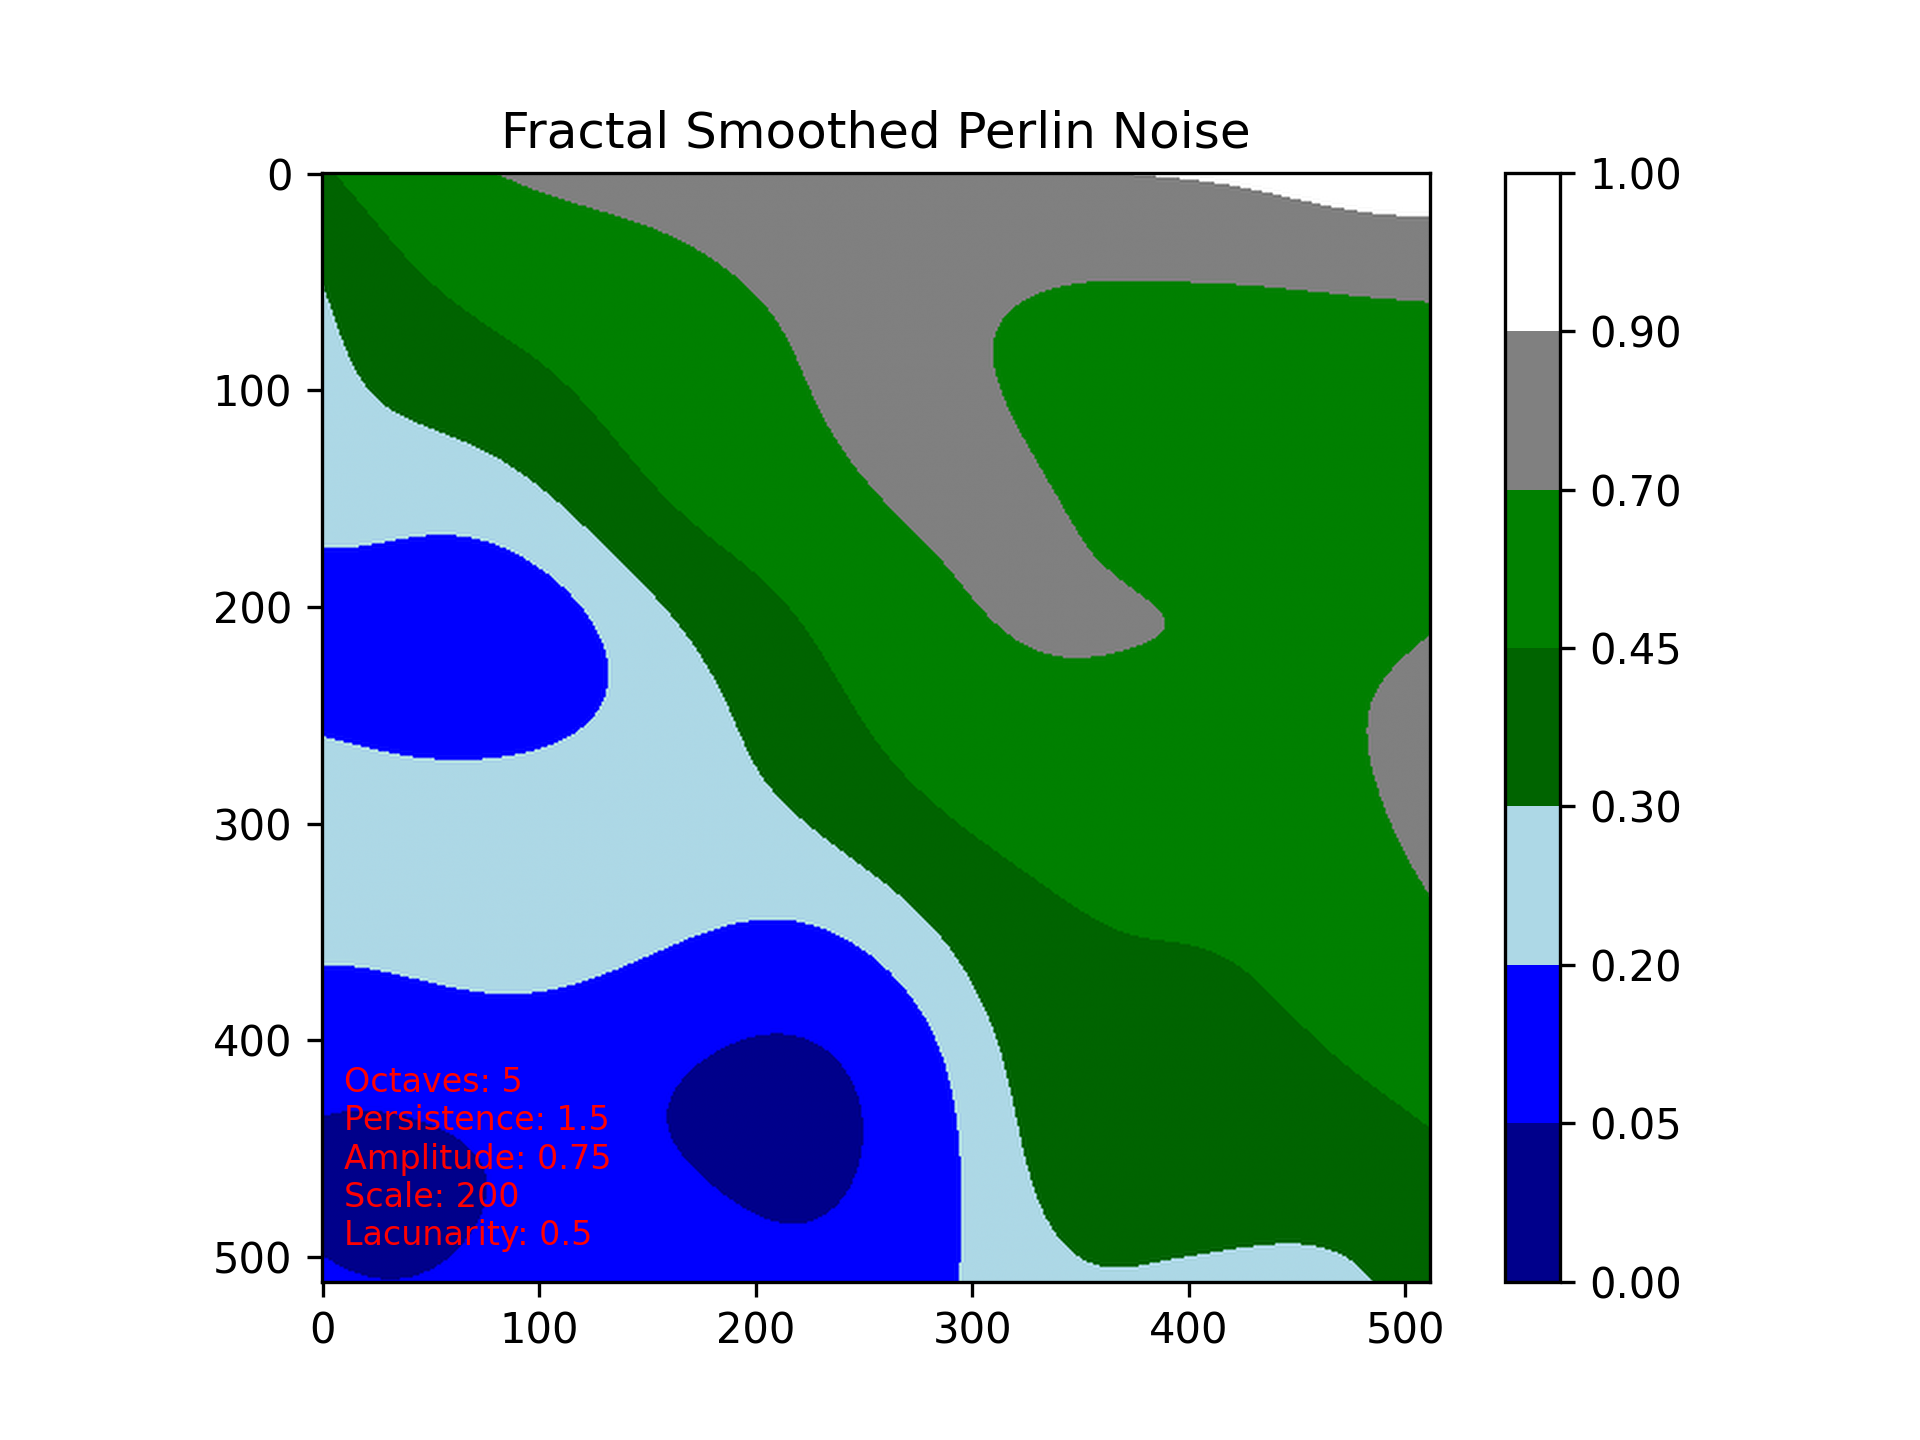 Fractal Smoothed Perlin Noise
0
100
200
300
400
500
Octaves: 5
Persistence: 1.5
Amplitude: 0.75
Scale: 200
Lacunarity: 0.5
0 100 200 300 400 500
1.00
0.90
0.70
0.45
0.30
0.20
0.05
0.00